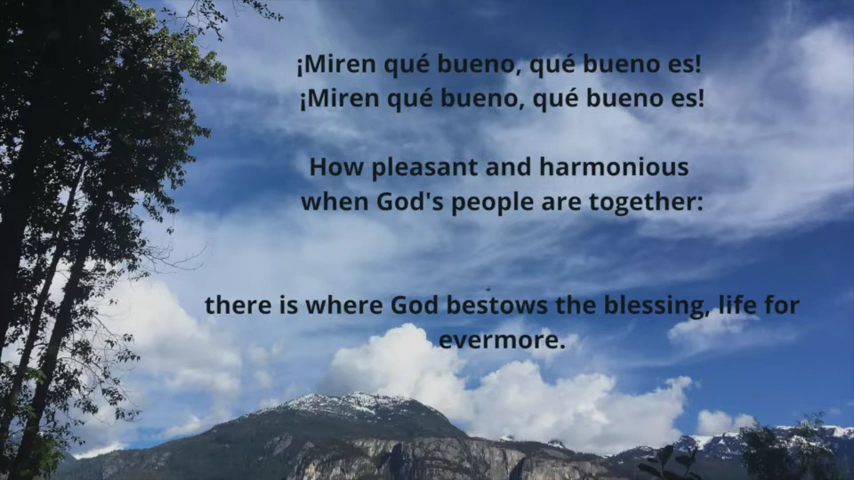 ¡Miren qué bueno, qué bueno es!
¡Miren qué bueno, qué bueno es!
How pleasant and harmonious
when God's people are together:
there is where God bestows the blessing, life for
evermore.